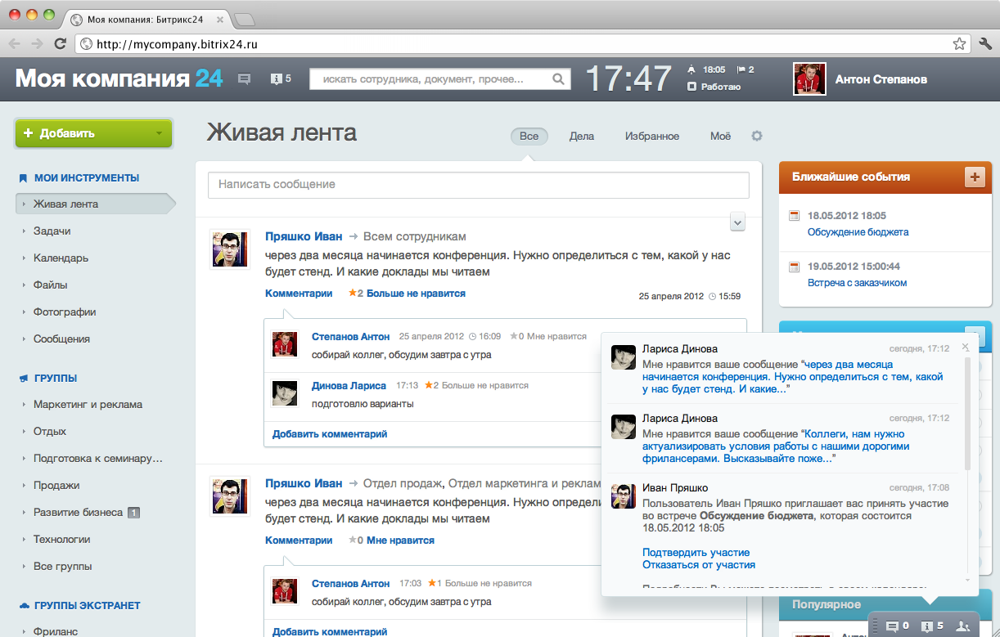 Моя компания: Битрикс24
http://mycompany.bitrix24.ru
Моя компания 24
5
искать сотрудника, документ, прочее...
17:47
18:05
2
Работаю
Антон Степанов
Добавить
МОИ ИНСТРУМЕНТЫ
Живая лента
Задачи
Календарь
Файлы
Фотографии
Сообщения
ГРУППЫ
Маркетинг и реклама
Отдых
Подготовка к семинару...
Продажи
Развитие бизнеса 1
Технологии
Все группы
ГРУППЫ ЭКСТРАНЕТ
Фриланс
Живая лента
Все
Дела
Избранное
Моё
Написать сообщение
Пряшко Иван → Всем сотрудникам
через два месяца начинается конференция. Нужно определиться с тем, какой у нас
будет стенд. И какие доклады мы читаем
Комментарии ★2 Больше не нравится
25 апреля 2012 15:59
Степанов Антон 25 апреля 2012 16:09 ★0 Мне нравится
собирай коллег, обсудим завтра с утра
Динова Лариса 17:13 ★2 Больше не нравится
подготовлю варианты
Добавить комментарий
Пряшко Иван → Отдел продаж, Отдел маркетинга и реклам
через два месяца начинается конференция. Нужно определи
будет стенд. И какие доклады мы читаем
Комментарии ★0 Мне нравится
Степанов Антон 17:03 ★1 Больше не нравится
собирай коллег, обсудим завтра с утра
Добавить комментарий
Ближайшие события
18.05.2012 18:05
Обсуждение бюджета
19.05.2012 15:00:44
Встреча с заказчиком
Лариса Динова сегодня, 17:12
Мне нравится ваше сообщение “через два месяца
начинается конференция. Нужно определиться с тем, какой
у нас будет стенд. И какие...”
Лариса Динова сегодня, 17:12
Мне нравится ваше сообщение “Коллеги, нам нужно
актуализировать условия работы с нашими дорогими
фрилансерами. Высказывайте поже...”
Иван Пряшко сегодня, 17:08
Пользователь Иван Пряшко приглашает вас принять участие
во встрече Обсуждение бюджета, которая состоится
18.05.2012 18:05
Подтвердить участие
Отказаться от участия
Популярное
0
5